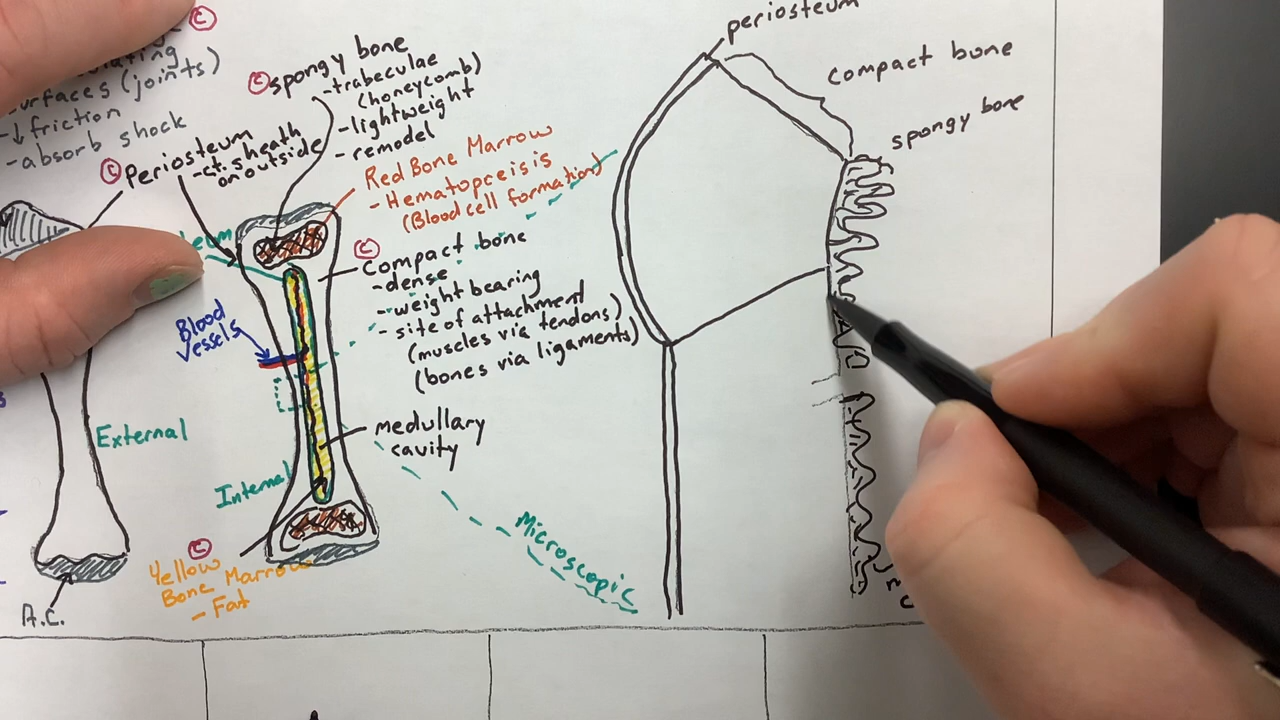 ©
urfaces (joints)
-↓ friction
- absorb shock
© Periosteum
-ct. sheath
on outside
© spongy bone
-trabeculae
(honeycomb)
- lightweight
- remodel
Red Bone Marrow
- Hematopoeisis
(Blood cell formation)
© Compact bone
- dense
- weight bearing
- site of attachment
(muscles via tendons)
(bones via ligaments)
Blood
Vessels
medullary
cavity
External
Internal
©
Yellow
Bone Marrow
- Fat
A.C.
Microscopic
periosteum
compact bone
spongy bone